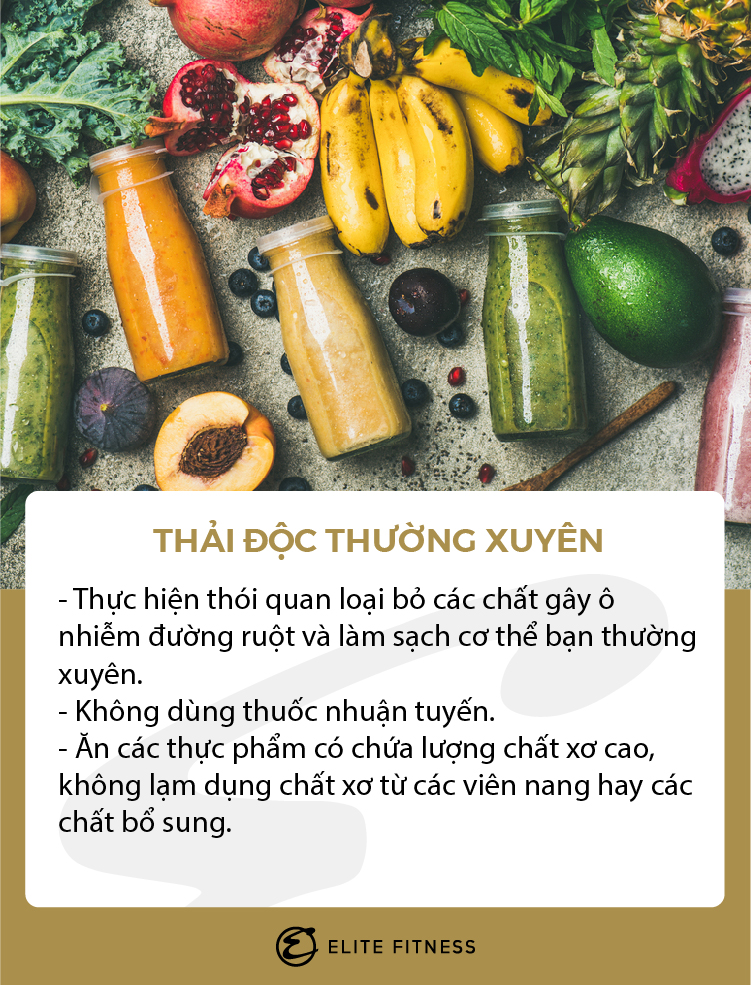 THẢI ĐỘC THƯỜNG XUYÊN
- Thực hiện thói quan loại bỏ các chất gây ô
nhiễm đường ruột và làm sạch cơ thể bạn thường
xuyên.
- Không dùng thuốc nhuận tuyến.
- Ăn các thực phẩm có chứa lượng chất xơ cao,
không lạm dụng chất xơ từ các viên nang hay các
chất bổ sung.
ELITE FITNESS